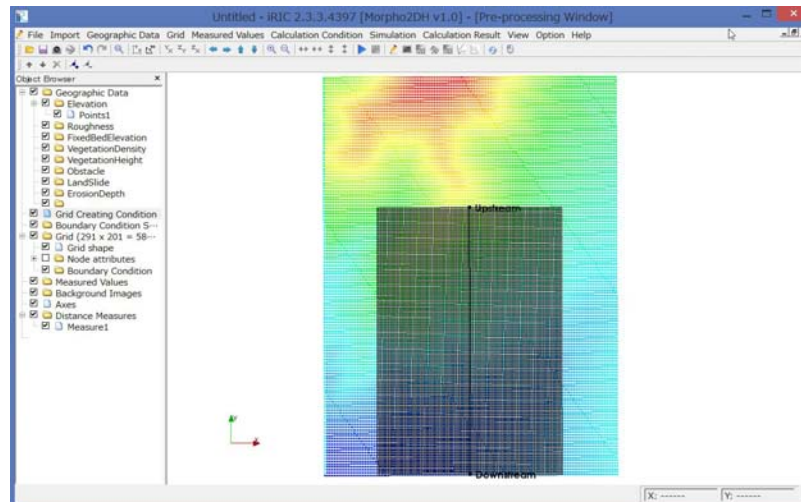 Untitled - iRIC 2.3.3.4397 [Morpho2DH v1.0] - [Pre-processing Window]
File Import Geographic Data Grid Measured Values Calculation Condition Simulation Calculation Result View Option Help
Object Browser
Geographic Data
Elevation
Points1
Roughness
FixedBedElevation
VegetationDensity
VegetationHeight
Obstacle
LandSlide
ErosionDepth
Grid Creating Condition
Boundary Condition S···
Grid (291 x 201 = 58···
Grid shape
Node attributes
Boundary Condition
Measured Values
Background Images
Axes
Distance Measures
Measure1
Upstream
Downstream
y
x
X: ------
Y: ------